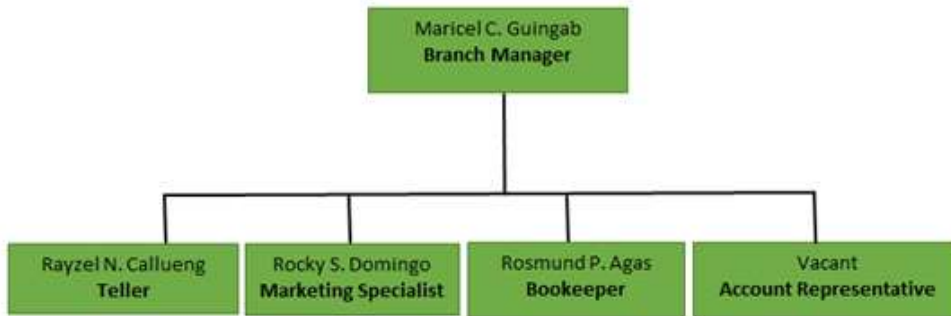 Maricel C. Guingab
Branch Manager
Rayzel N. Callueng
Teller
Rocky S. Domingo
Marketing Specialist
Rosmund P. Agas
Bookeeper
Vacant
Account Representative